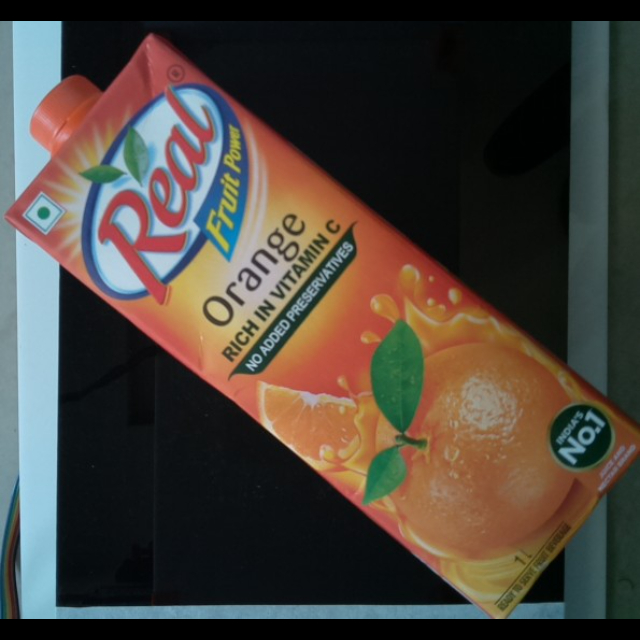 Real
Fruit Power
Orange
RICH IN VITAMIN C
NO ADDED PRESERVATIVES
INDIA'S
NO.1
1 L